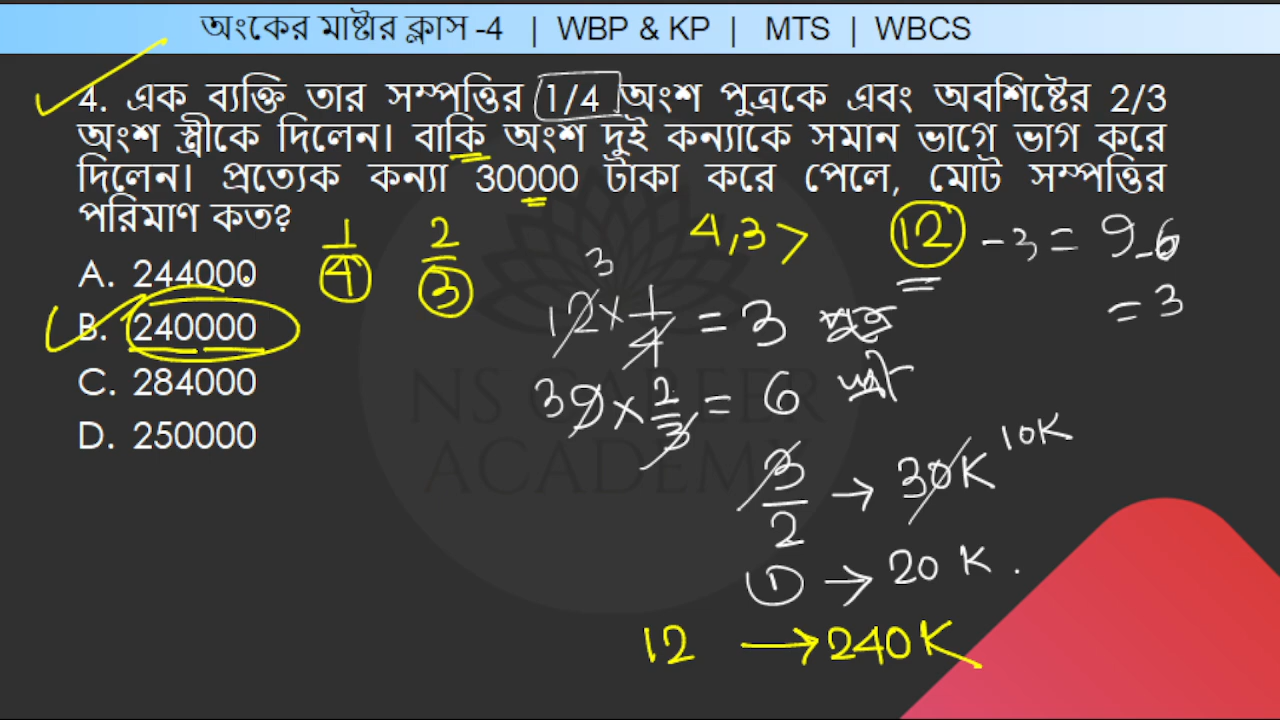 অংকের মাষ্টার ক্লাস -4 | WBP & KP | MTS | WBCS
4. এক ব্যক্তি তার সম্পত্তির 1/4 অংশ পুত্রকে এবং অবশিষ্টের 2/3
অংশ স্ত্রীকে দিলেন। বাকি অংশ দুই কন্যাকে সমান ভাগে ভাগ করে
দিলেন। প্রত্যেক কন্যা 30000 টাকা করে পেলে, মোট সম্পত্তির
পরিমাণ কত?
1/4 2/3 4,3 > 12 - 3 = 9-6
= 3
A. 244000
B. 240000
C. 284000
D. 250000
3
12 × 1/4 = 3 পুত্র
3 9 × 2/3 = 6 স্ত্রী
3/2 → 30K 10K
1 → 20 K.
12 → 240K
NS CAREER
ACADEMY